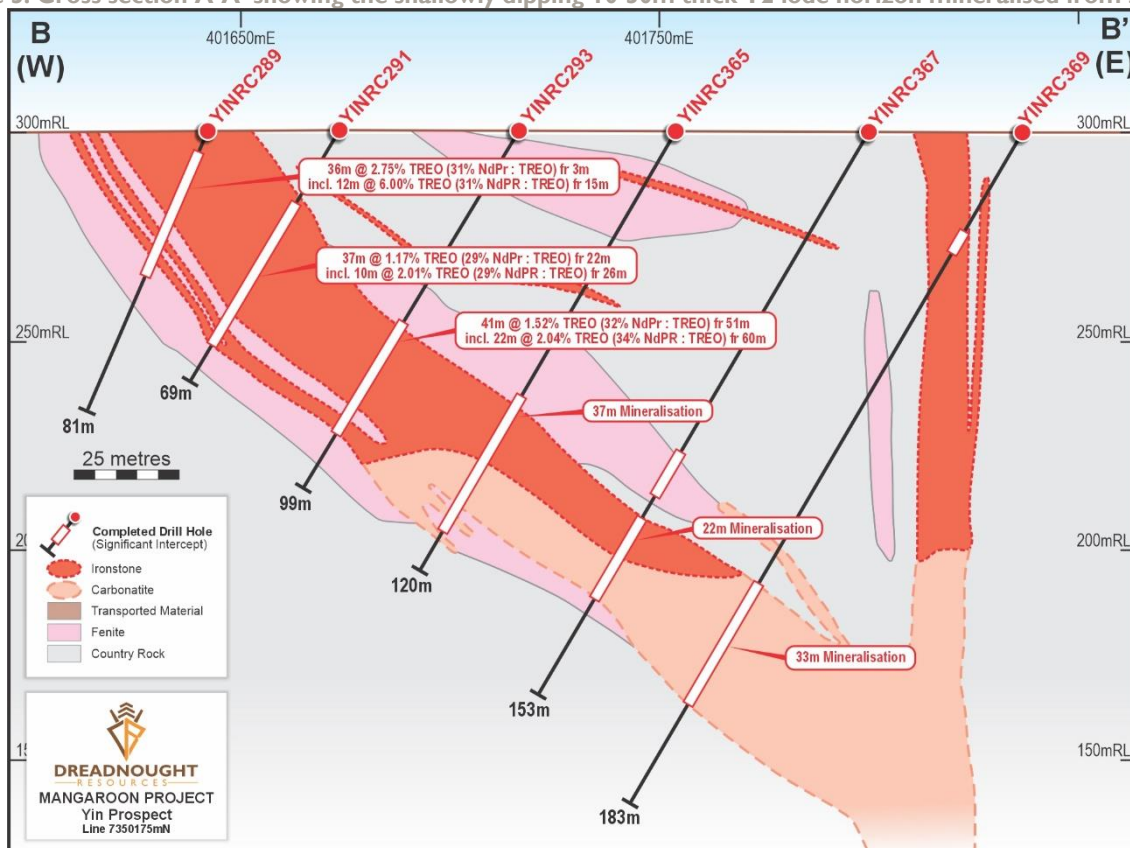 B
(W)
B'
(E)
401650mE
401750mE
YINRC289
YINRC291
YINRC293
YINRC365
YINRC367
YINRC369
300mRL
300mRL
36m @ 2.75% TREO (31% NdPr : TREO) fr 3m
incl. 12m @ 6.00% TREO (31% NdPR : TREO) fr 15m
37m @ 1.17% TREO (29% NdPr : TREO) fr 22m
incl. 10m @ 2.01% TREO (29% NdPR : TREO) fr 26m
41m @ 1.52% TREO (32% NdPr : TREO) fr 51m
incl. 22m @ 2.04% TREO (34% NdPR : TREO) fr 60m
250mRL
250mRL
37m Mineralisation
69m
81m
25 metres
99m
22m Mineralisation
200mRL
120m
33m Mineralisation
153m
150mRL
183m
Completed Drill Hole
(Significant Intercept)
Ironstone
Carbonatite
Transported Material
Fenite
Country Rock
DREADNOUGHT
RESOURCES
MANGAROON PROJECT
Yin Prospect
Line 7350175mN